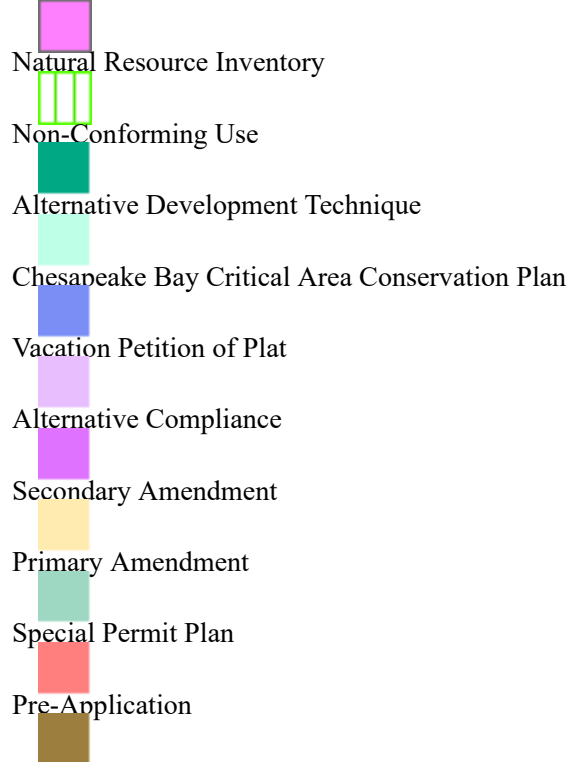 Natural Resource Inventory
Non-Conforming Use
Alternative Development Technique
Chesapeake Bay Critical Area Conservation Plan
Vacation Petition of Plat
Alternative Compliance
Secondary Amendment
Primary Amendment
Special Permit Plan
Pre-Application